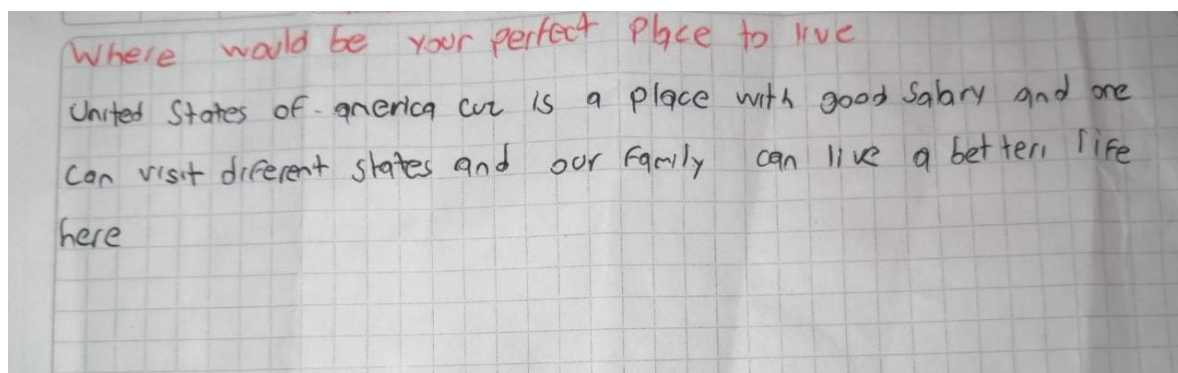 Where would be your perfect place to live
United States of america cuz is a place with good Salary and one
can visit diferent states and our Family can live a better life
here